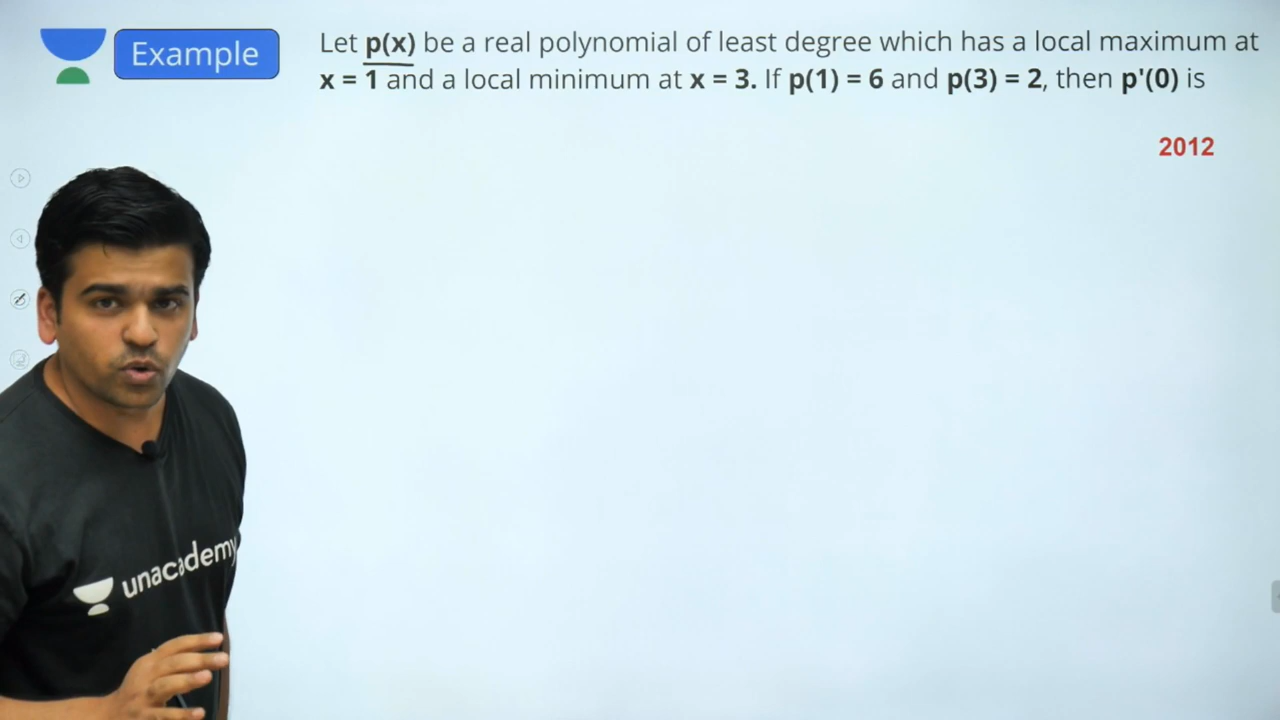 Example
Let p(x) be a real polynomial of least degree which has a local maximum at
x = 1 and a local minimum at x = 3. If p(1) = 6 and p(3) = 2, then p'(0) is
2012
unacademy